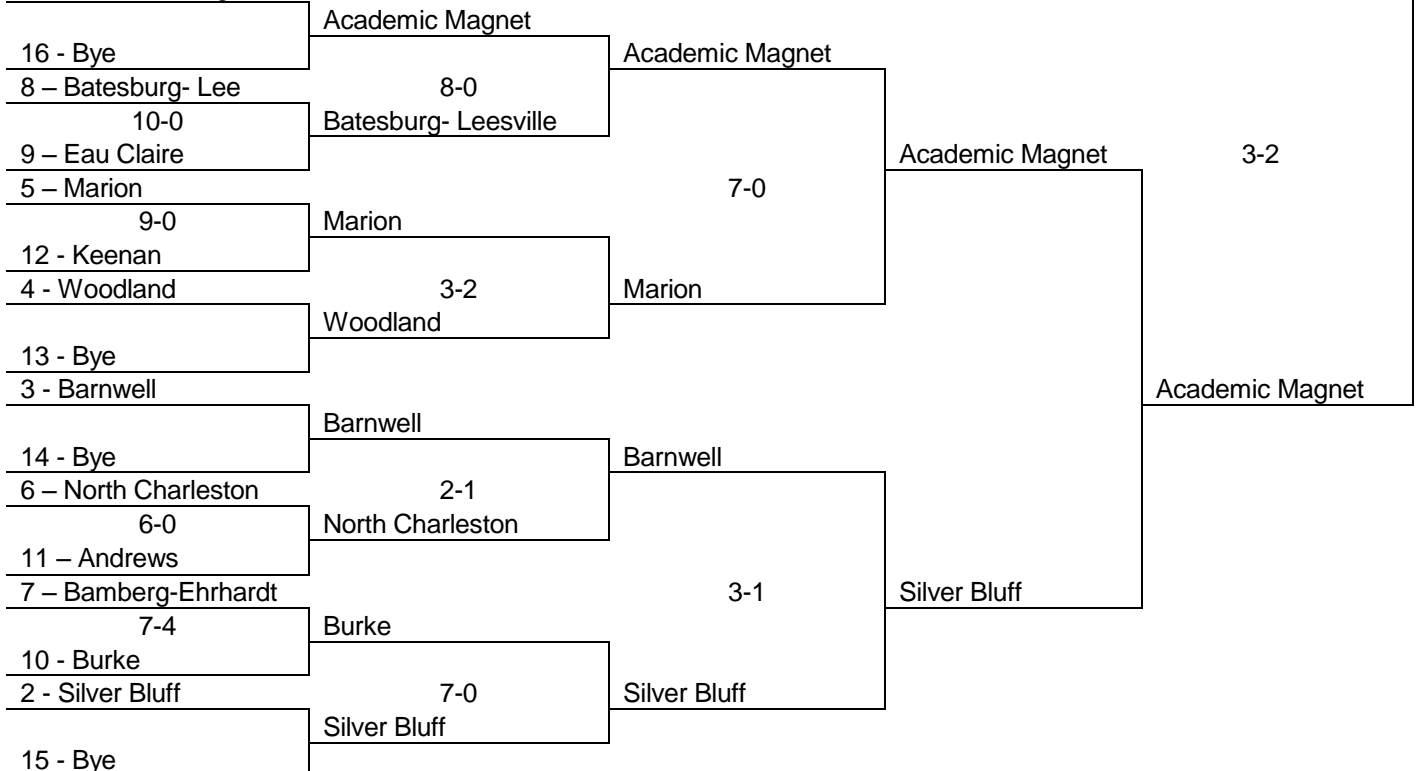 Academic Magnet
16 - Bye
Academic Magnet
8 – Batesburg- Lee
8-0
10-0
Batesburg- Leesville
9 – Eau Claire
Academic Magnet
3-2
5 – Marion
7-0
9-0
Marion
12 - Keenan
4 - Woodland
3-2
Marion
Woodland
13 - Bye
3 - Barnwell
Academic Magnet
Barnwell
14 - Bye
Barnwell
6 – North Charleston
2-1
6-0
North Charleston
11 – Andrews
7 – Bamberg-Ehrhardt
3-1
Silver Bluff
7-4
Burke
10 - Burke
2 - Silver Bluff
7-0
Silver Bluff
Silver Bluff
15 - Bye